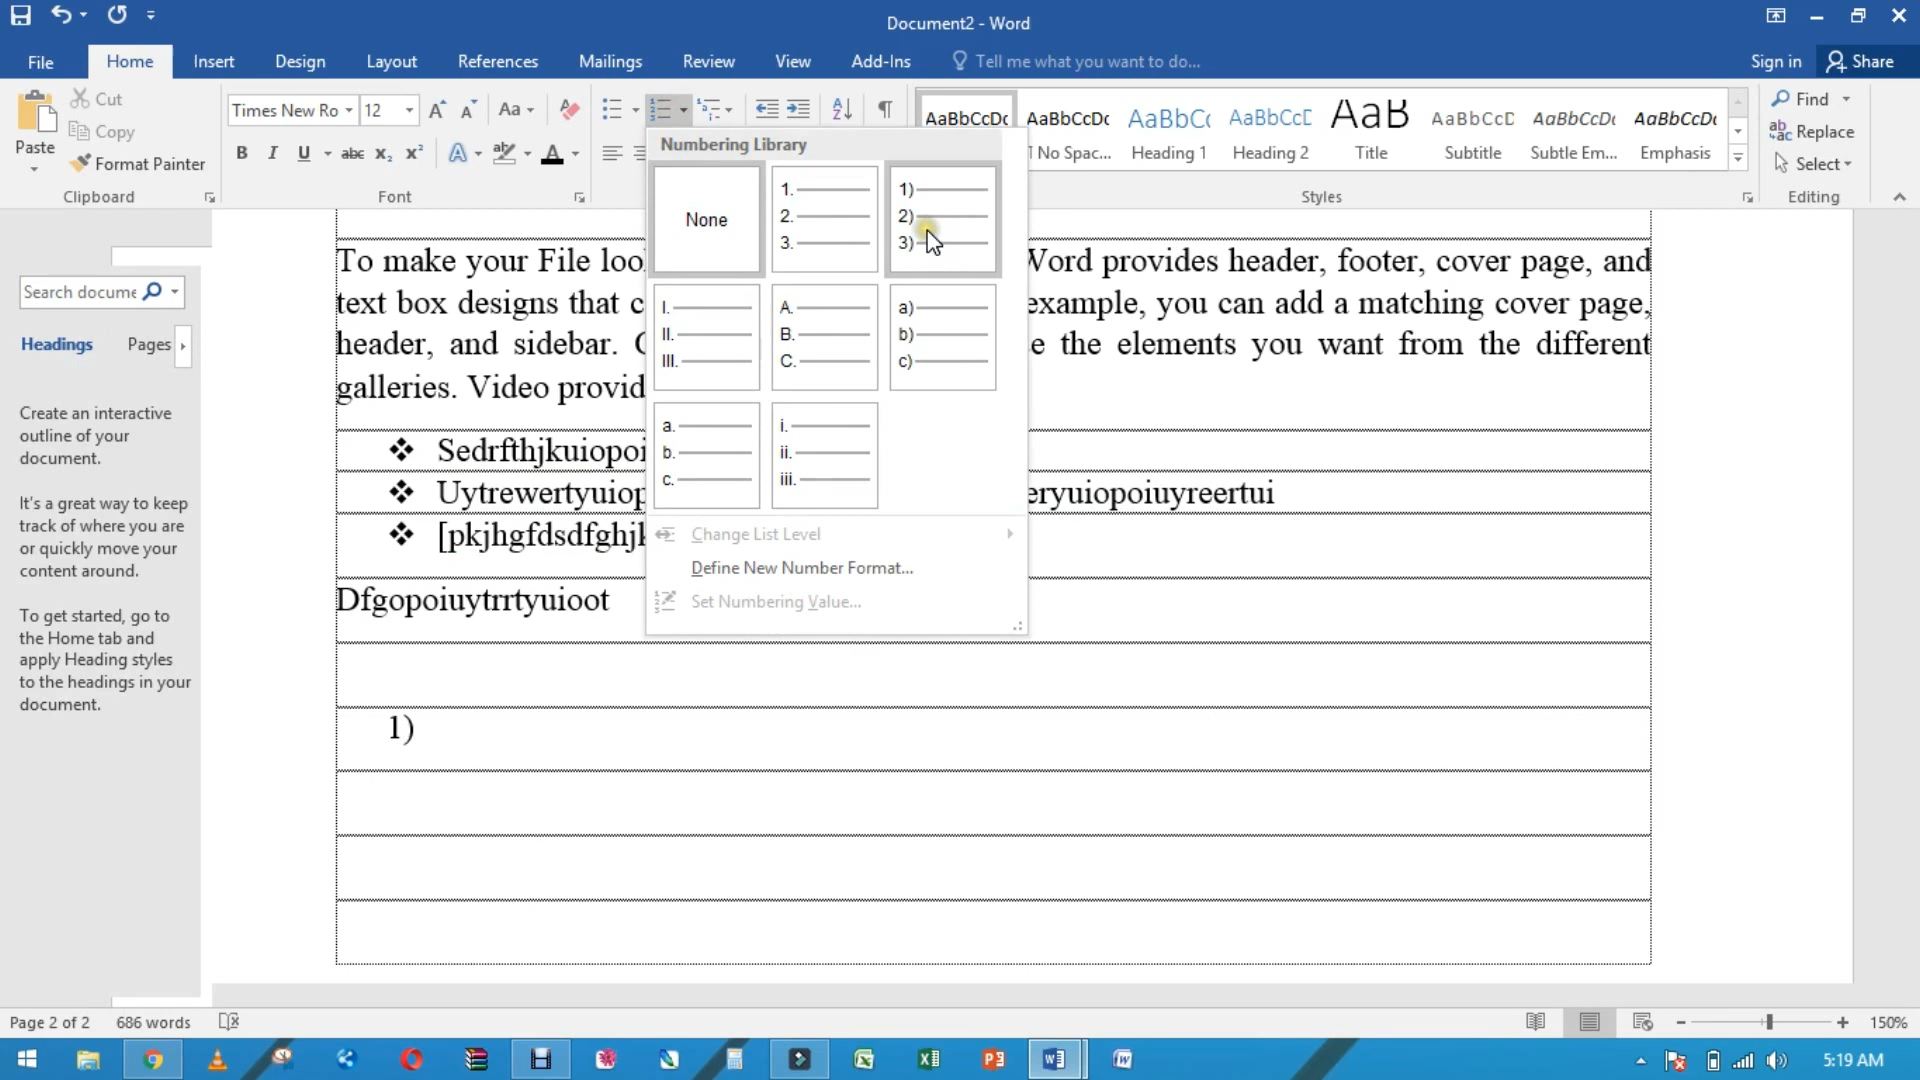 Document2 - Word
File
Home
Insert
Design
Layout
References
Mailings
Review
View
Add-Ins
Tell me what you want to do...
Sign in
Share
Paste
Cut
Copy
Format Painter
Clipboard
Times New Ro
12
Aa
B I U abc x₂ x²
Font
AaBbCcDc
AaBbCcDc
¶ No Spac...
AaBbCc
Heading 1
AaBbCcE
Heading 2
AaB
Title
AaBbCcD
Subtitle
AaBbCcDc
Subtle Em...
AaBbCcDc
Emphasis
Styles
Find
Replace
Select
Editing
Numbering Library
None
1.
2.
3.
1)
2)
3)
I.
II.
III.
A.
B.
C.
a)
b)
c)
a.
b.
c.
i.
ii.
iii.
Change List Level
Define New Number Format...
Set Numbering Value...
Search docume
Headings
Pages
Create an interactive
outline of your
document.
It's a great way to keep
track of where you are
or quickly move your
content around.
To get started, go to
the Home tab and
apply Heading styles
to the headings in your
document.
To make your File loo Word provides header, footer, cover page, and
text box designs that c example, you can add a matching cover page,
header, and sidebar. C e the elements you want from the different
galleries. Video provid
❖ Sedrfthjkuiopoi
❖ Uytrewertyuiop eryuiopoiuyreertui
❖ [pkjhgfdsdfghjk
Dfgopoiuytrrtyuioot
1)
Page 2 of 2
686 words
150%
5:19 AM